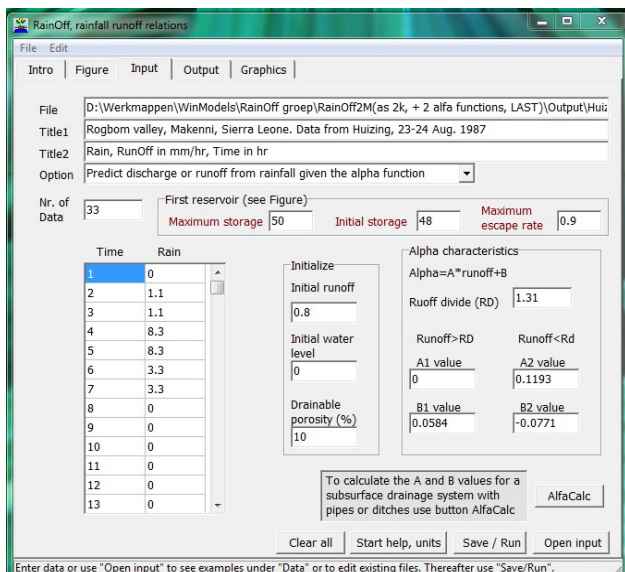 RainOff, rainfall runoff relations
File Edit
Intro Figure Input Output Graphics
File D:\Werkmappen\WinModels\RainOff groep\RainOff2M(as 2k, + 2 alfa functions, LAST)\Output\Huiz
Title1 Rogbom valley, Makenni, Sierra Leone. Data from Huizing, 23-24 Aug. 1987
Title2 Rain, RunOff in mm/hr, Time in hr
Option Predict discharge or runoff from rainfall given the alpha function
Nr. of Data 33
First reservoir (see Figure)
Maximum storage 50 Initial storage 48 Maximum escape rate 0.9
Time Rain
1 0
2 1.1
3 1.1
4 8.3
5 8.3
6 3.3
7 3.3
8 0
9 0
10 0
11 0
12 0
13 0
Initialize
Initial runoff
0.8
Initial water level
0
Drainable porosity (%)
10
Alpha characteristics
Alpha=A*runoff+B
Ruoff divide (RD) 1.31
Runoff>RD Runoff<Rd
A1 value A2 value
0 0.1193
B1 value B2 value
0.0584 -0.0771
To calculate the A and B values for a
subsurface drainage system with
pipes or ditches use button AlfaCalc
AlfaCalc
Clear all Start help, units Save / Run Open input
Enter data or use "Open input" to see examples under "Data" or to edit existing files. Thereafter use "Save/Run".